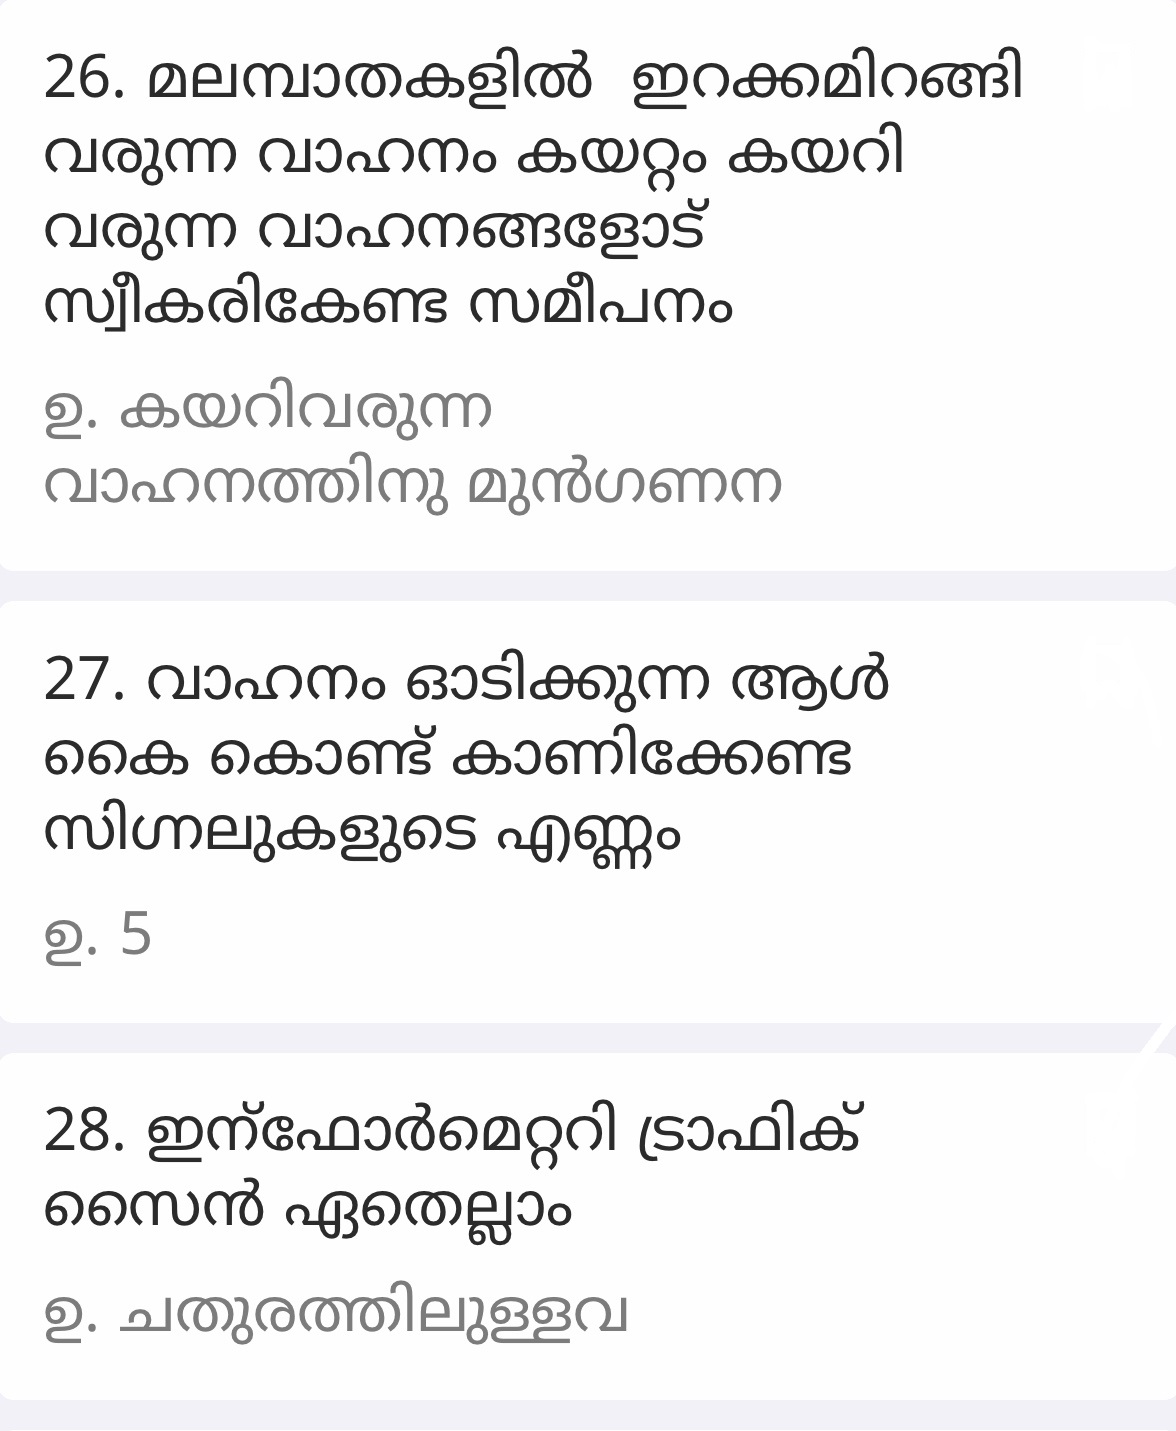 26. മലമ്പാതകളിൽ  ഇറക്കമിറങ്ങി
വരുന്ന വാഹനം കയറ്റം കയറി
വരുന്ന വാഹനങ്ങളോട്
സ്വീകരികേണ്ട സമീപനം
ഉ. കയറിവരുന്ന
വാഹനത്തിനു മുൻഗണന
27. വാഹനം ഓടിക്കുന്ന ആൾ
കൈ കൊണ്ട് കാണിക്കേണ്ട
സിഗ്നലുകളുടെ എണ്ണം
ഉ. 5
28. ഇന്ഫോർമെറ്ററി ട്രാഫിക്
സൈൻ ഏതെല്ലാം
ഉ. ചതുരത്തിലുള്ളവ